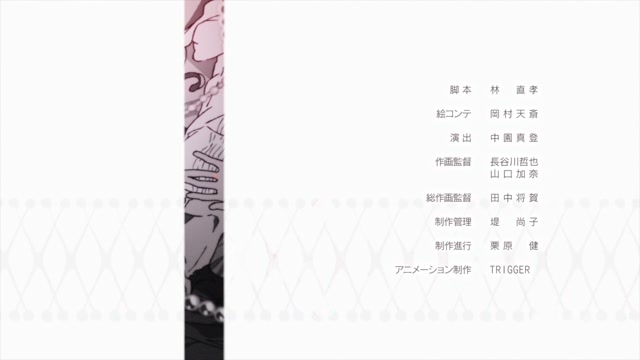 脚本 林 直孝
絵コンテ 岡村天斎
演出 中園真登
作画監督 長谷川哲也
山口加奈
総作画監督 田中将賀
制作管理 堤 尚子
制作進行 栗原 健
アニメーション制作 TRIGGER